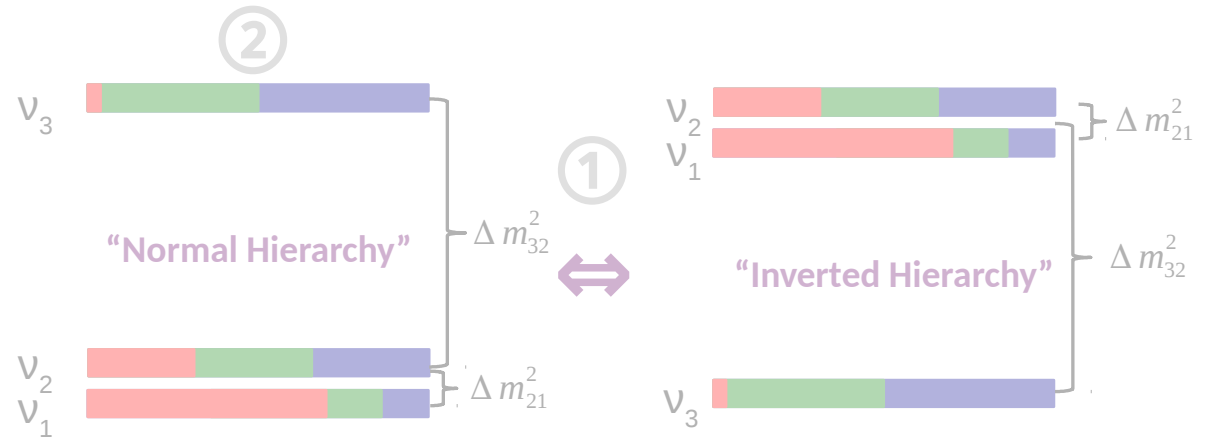 ②
ν₃
Δ m²₃₂
“Normal Hierarchy”
ν₂
ν₁
Δ m²₂₁
①
⇔
ν₂
ν₁
Δ m²₂₁
“Inverted Hierarchy”
Δ m²₃₂
ν₃